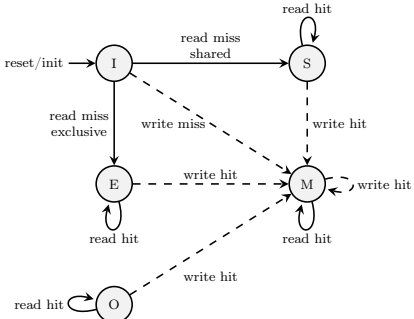 read hit
read miss
shared
reset/init
I
S
read miss
exclusive
write miss
write hit
write hit
E
M
write hit
read hit
read hit
write hit
read hit
O